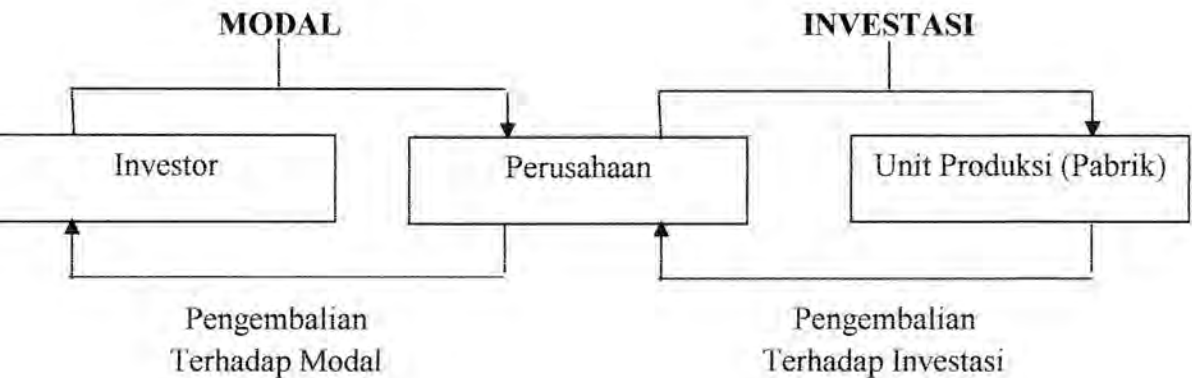 MODAL
INVESTASI
Investor
Perusahaan
Unit Produksi (Pabrik)
Pengembalian
Terhadap Modal
Pengembalian
Terhadap Investasi